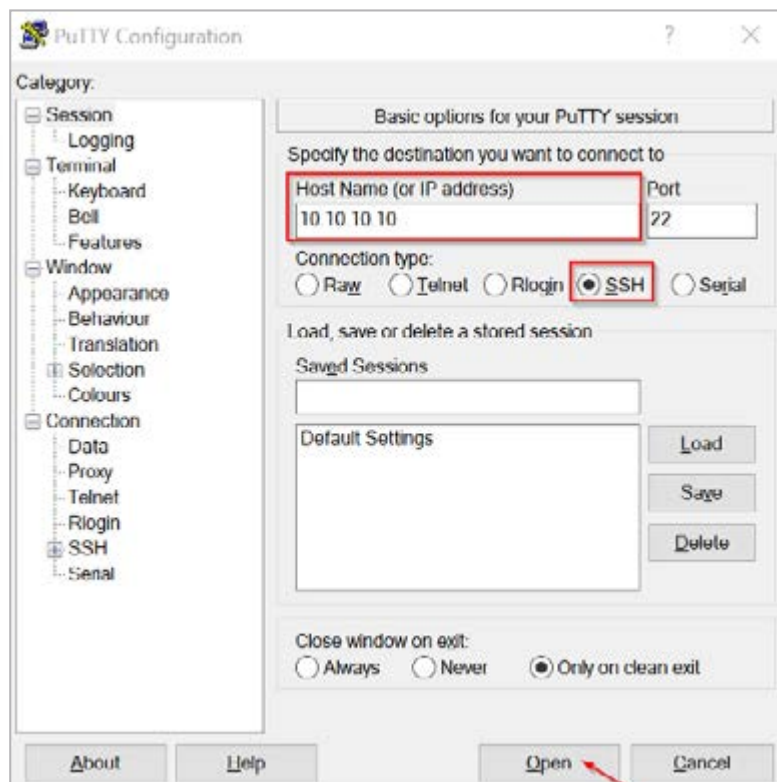 PuTTY Configuration
?
Category:
Session
Logging
Terminal
Keyboard
Bell
Features
Window
Appearance
Behaviour
Translation
Selection
Colours
Connection
Data
Proxy
Telnet
Rlogin
SSH
Serial
Basic options for your PuTTY session
Specify the destination you want to connect to
Host Name (or IP address) Port
10 10 10 10 22
Connection type:
Raw Telnet Rlogin SSH Serial
Load, save or delete a stored session
Saved Sessions
Default Settings
Load
Save
Delete
Close window on exit:
Always Never Only on clean exit
About Help Open Cancel